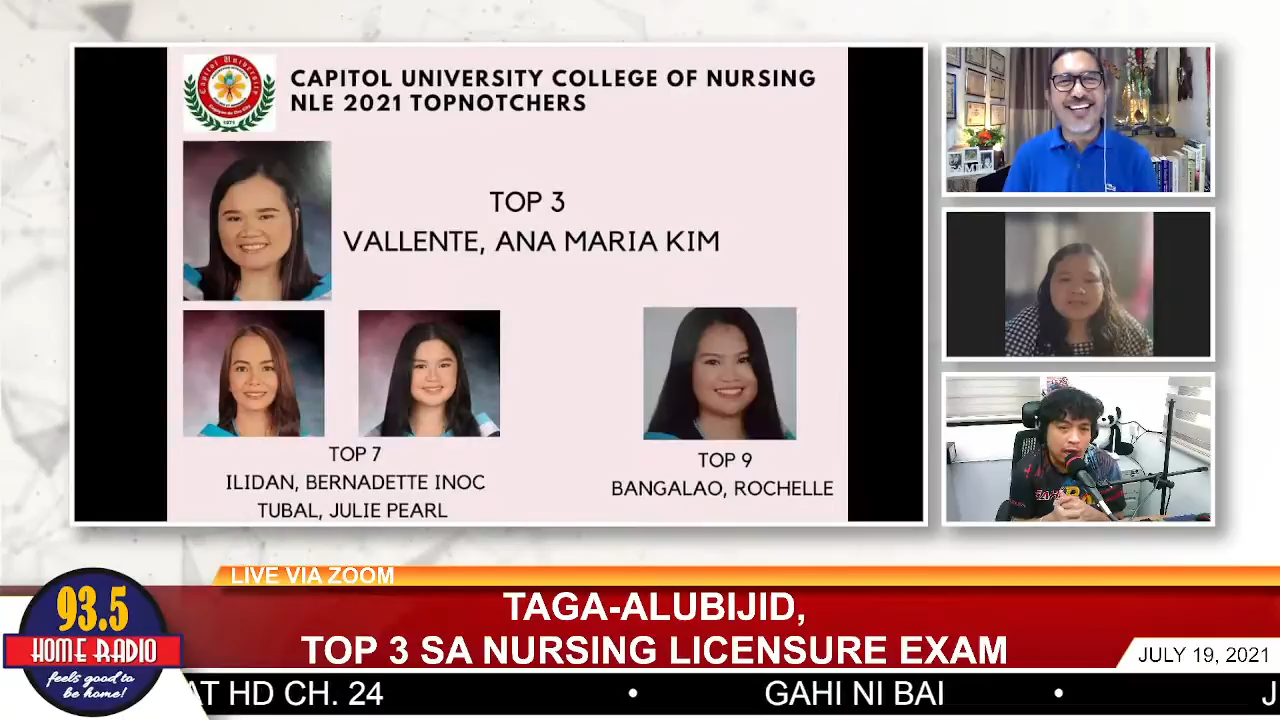 CAPITOL UNIVERSITY COLLEGE OF NURSING
NLE 2021 TOPNOTCHERS
TOP 3
VALLENTE, ANA MARIA KIM
TOP 7
ILIDAN, BERNADETTE INOC
TUBAL, JULIE PEARL
TOP 9
BANGALAO, ROCHELLE
LIVE VIA ZOOM
TAGA-ALUBIJID,
TOP 3 SA NURSING LICENSURE EXAM
JULY 19, 2021
93.5
HOME RADIO
feels good to
be home!
AT HD CH. 24 • GAHI NI BAI • J